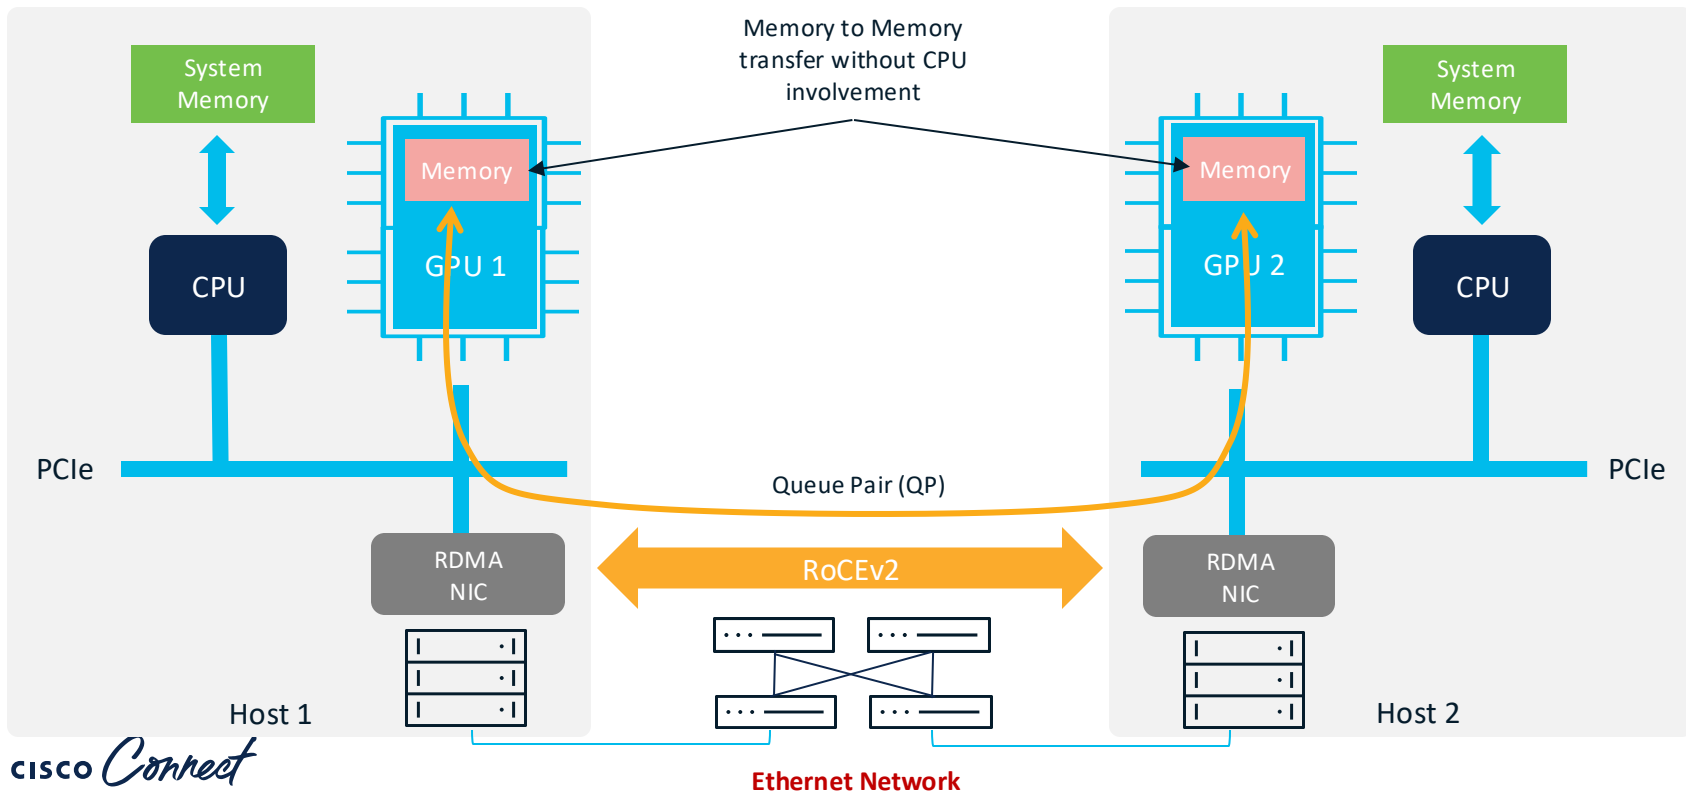 Memory to Memory
transfer without CPU
involvement
System
Memory
Memory
CPU
GPU 1
PCIe
RDMA
NIC
Host 1
System
Memory
Memory
GPU 2
CPU
PCIe
RDMA
NIC
Host 2
Queue Pair (QP)
RoCEv2
Ethernet Network
CISCO Connect